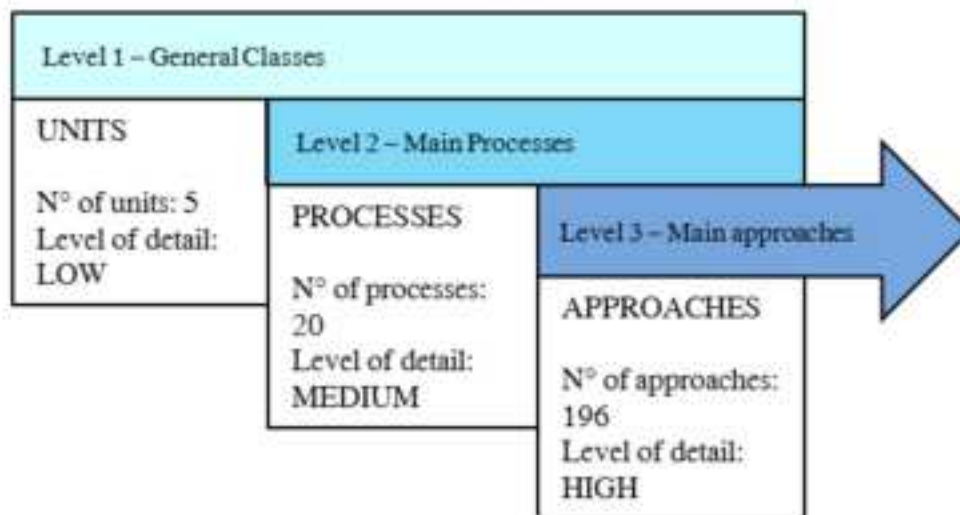 Level 1 – General Classes
UNITS
N° of units: 5
Level of detail:
LOW
Level 2 – Main Processes
PROCESSES
N° of processes:
20
Level of detail:
MEDIUM
Level 3 – Main approaches
APPROACHES
N° of approaches:
196
Level of detail:
HIGH